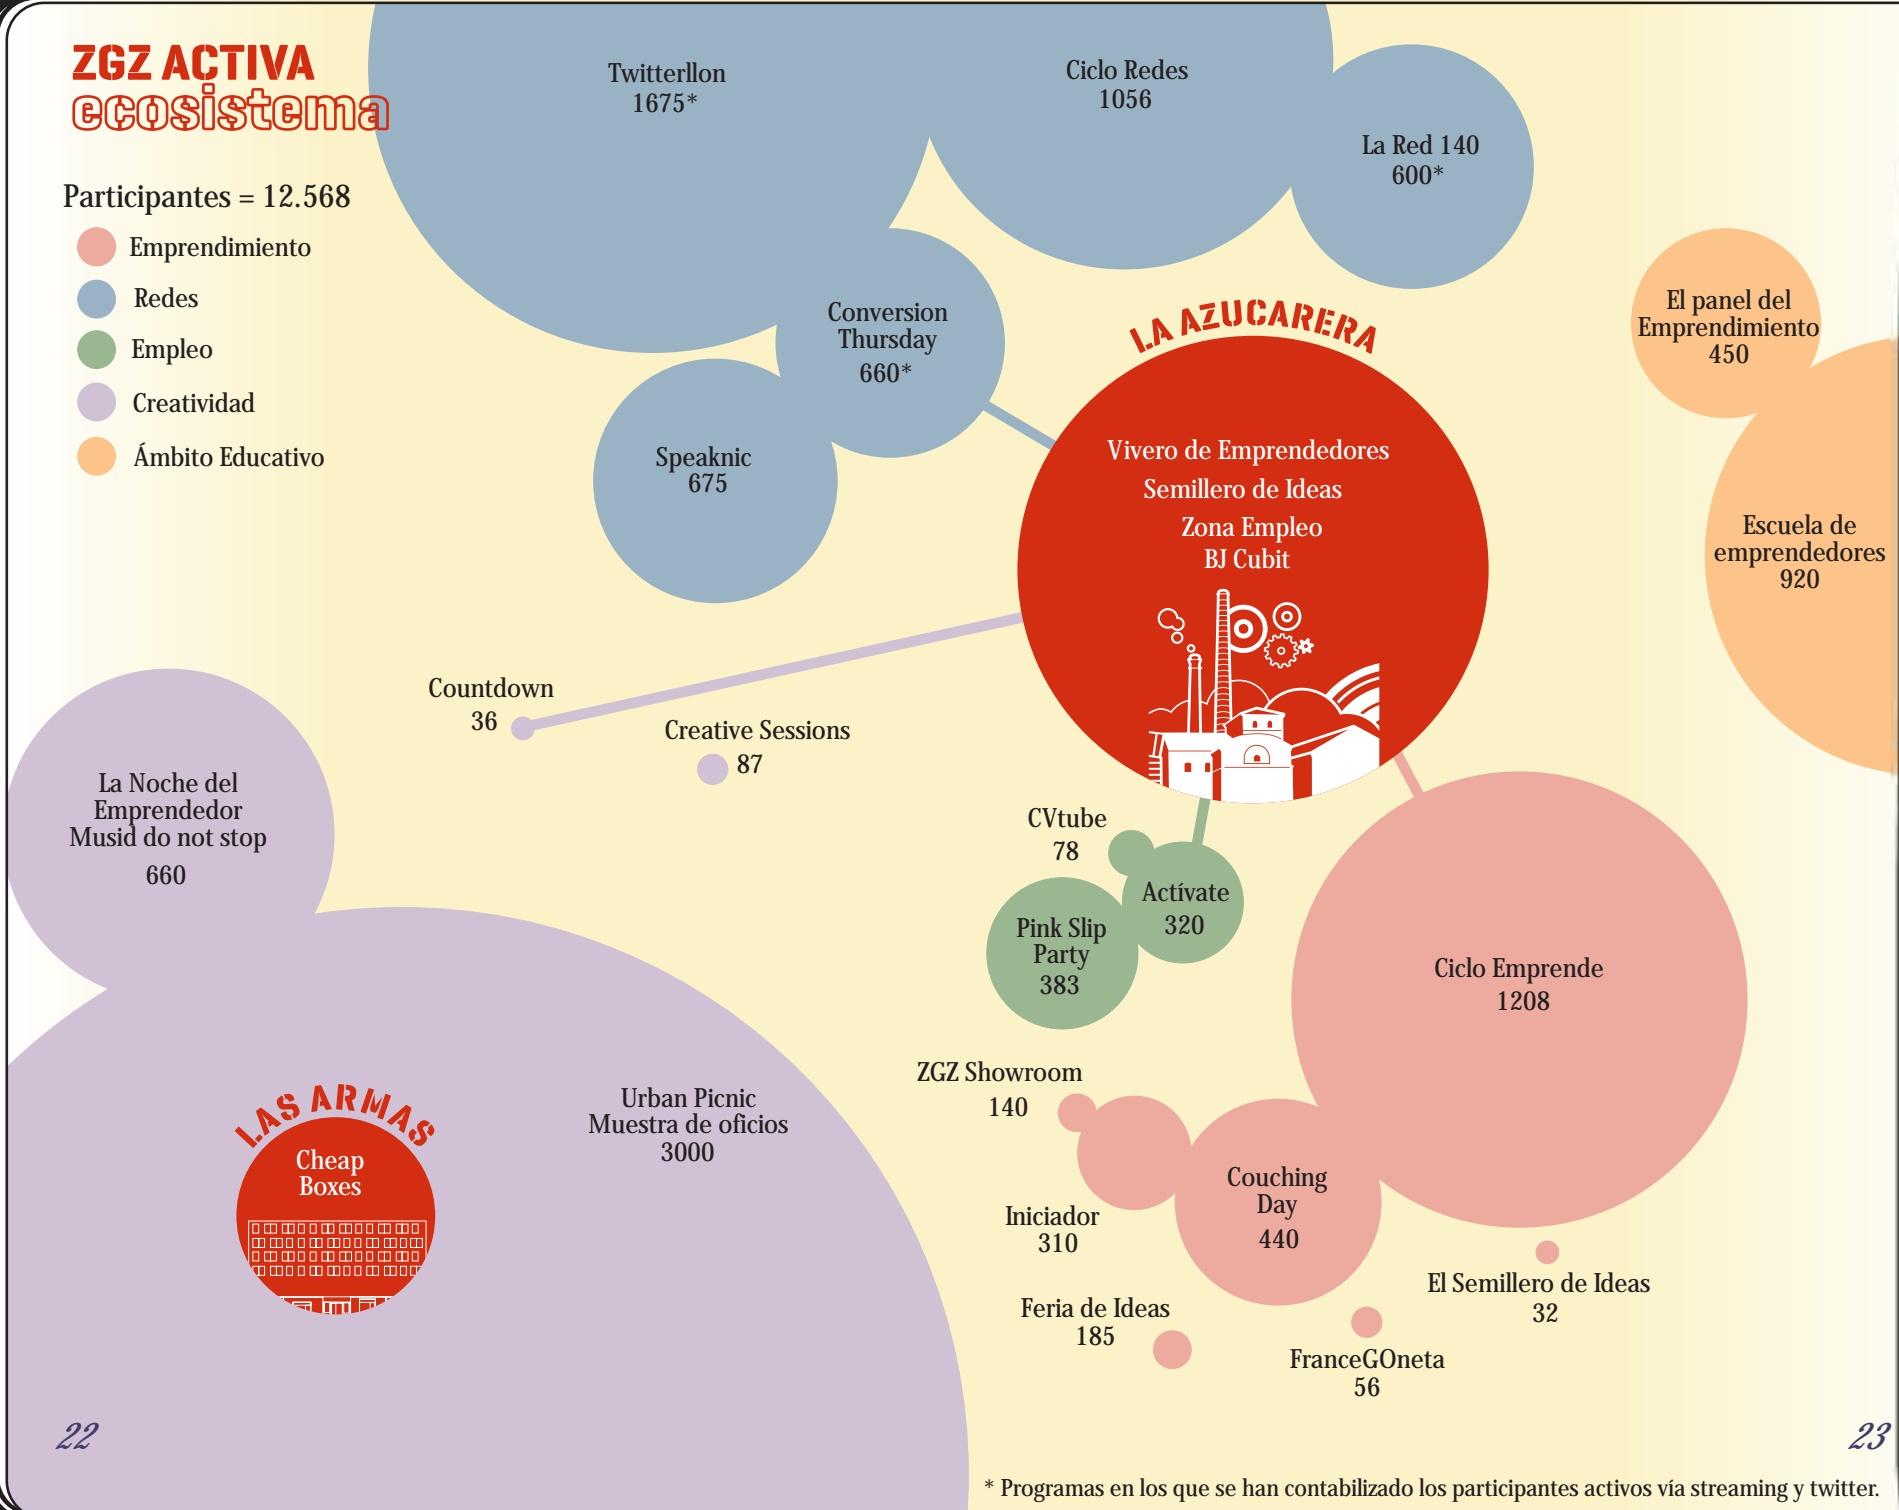 ZGZ ACTIVA
ecosistema
Participantes = 12.568
Emprendimiento
Redes
Empleo
Creatividad
Ámbito Educativo
Twitterllon
1675*
Ciclo Redes
1056
La Red 140
600*
Conversion
Thursday
660*
Speaknic
675
El panel del
Emprendimiento
450
Escuela de
emprendedores
920
LA AZUCARERA
Vivero de Emprendedores
Semillero de Ideas
Zona Empleo
BJ Cubit
Countdown
36
Creative Sessions
87
La Noche del
Emprendedor
Musid do not stop
660
CVtube
78
Actívate
320
Pink Slip
Party
383
Ciclo Emprende
1208
ZGZ Showroom
140
Iniciador
310
Couching
Day
440
Feria de Ideas
185
FranceGOneta
56
El Semillero de Ideas
32
LAS ARMAS
Cheap
Boxes
Urban Picnic
Muestra de oficios
3000
22
23
* Programas en los que se han contabilizado los participantes activos vía streaming y twitter.